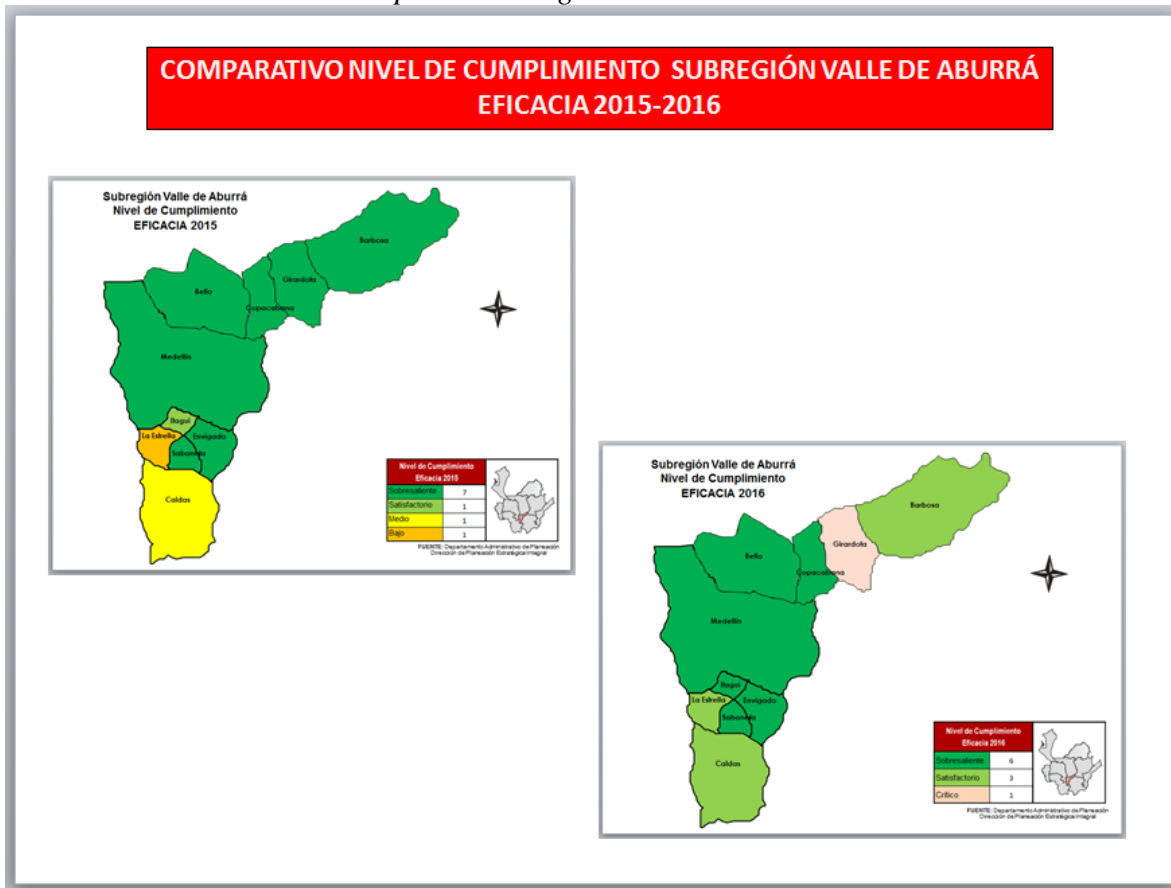 COMPARATIVO NIVEL DE CUMPLIMIENTO SUBREGIÓN VALLE DE ABURRÁ
EFICACIA 2015-2016
Subregión Valle de Aburrá
Nivel de Cumplimiento
EFICACIA 2015
Barbosa
Girardota
Bello
Copacabana
Medellín
Itaguí
La Estrella
Envigado
Sabaneta
Caldas
Nivel de Cumplimiento
Eficacia 2015
Sobresaliente 7
Satisfactorio 1
Medio 1
Bajo 1
FUENTE: Departamento Administrativo de Planeación
Dirección de Planeación Estratégica Integral
Subregión Valle de Aburrá
Nivel de Cumplimiento
EFICACIA 2016
Barbosa
Girardota
Bello
Copacabana
Medellín
Itaguí
La Estrella
Envigado
Sabaneta
Caldas
Nivel de Cumplimiento
Eficacia 2016
Sobresaliente 6
Satisfactorio 3
Crítico 1
FUENTE: Departamento Administrativo de Planeación
Dirección de Planeación Estratégica Integral